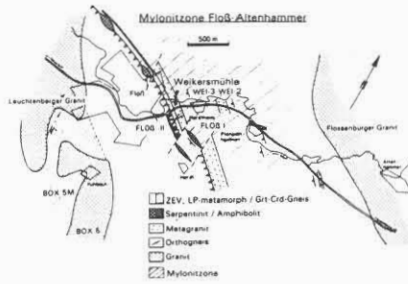 Mylonitzone Floß-Altenhammer
500 m
Weikersmühle
WEI-3 WEI-2
Floß
Leuchtenberger Granit
Flossenbürger Granit
FLOß II
FLOß I
BOX 5M
BOX 5
ZEV, LP-metamorph / Grt-Crd-Gneis
Serpentinit / Amphibolit
Metagranit
Orthogneis
Granit
Mylonitzone